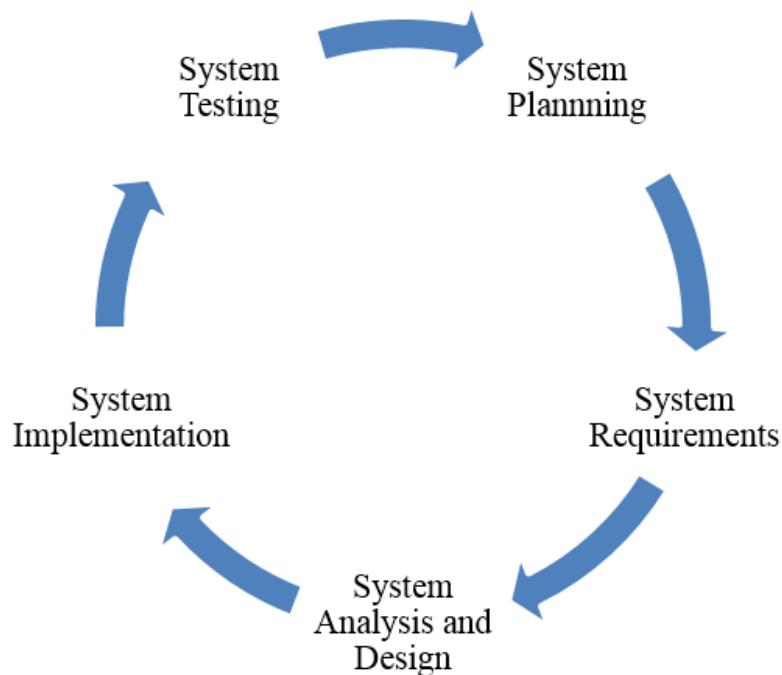 System
Testing
System
Plannning
System
Requirements
System
Analysis and
Design
System
Implementation